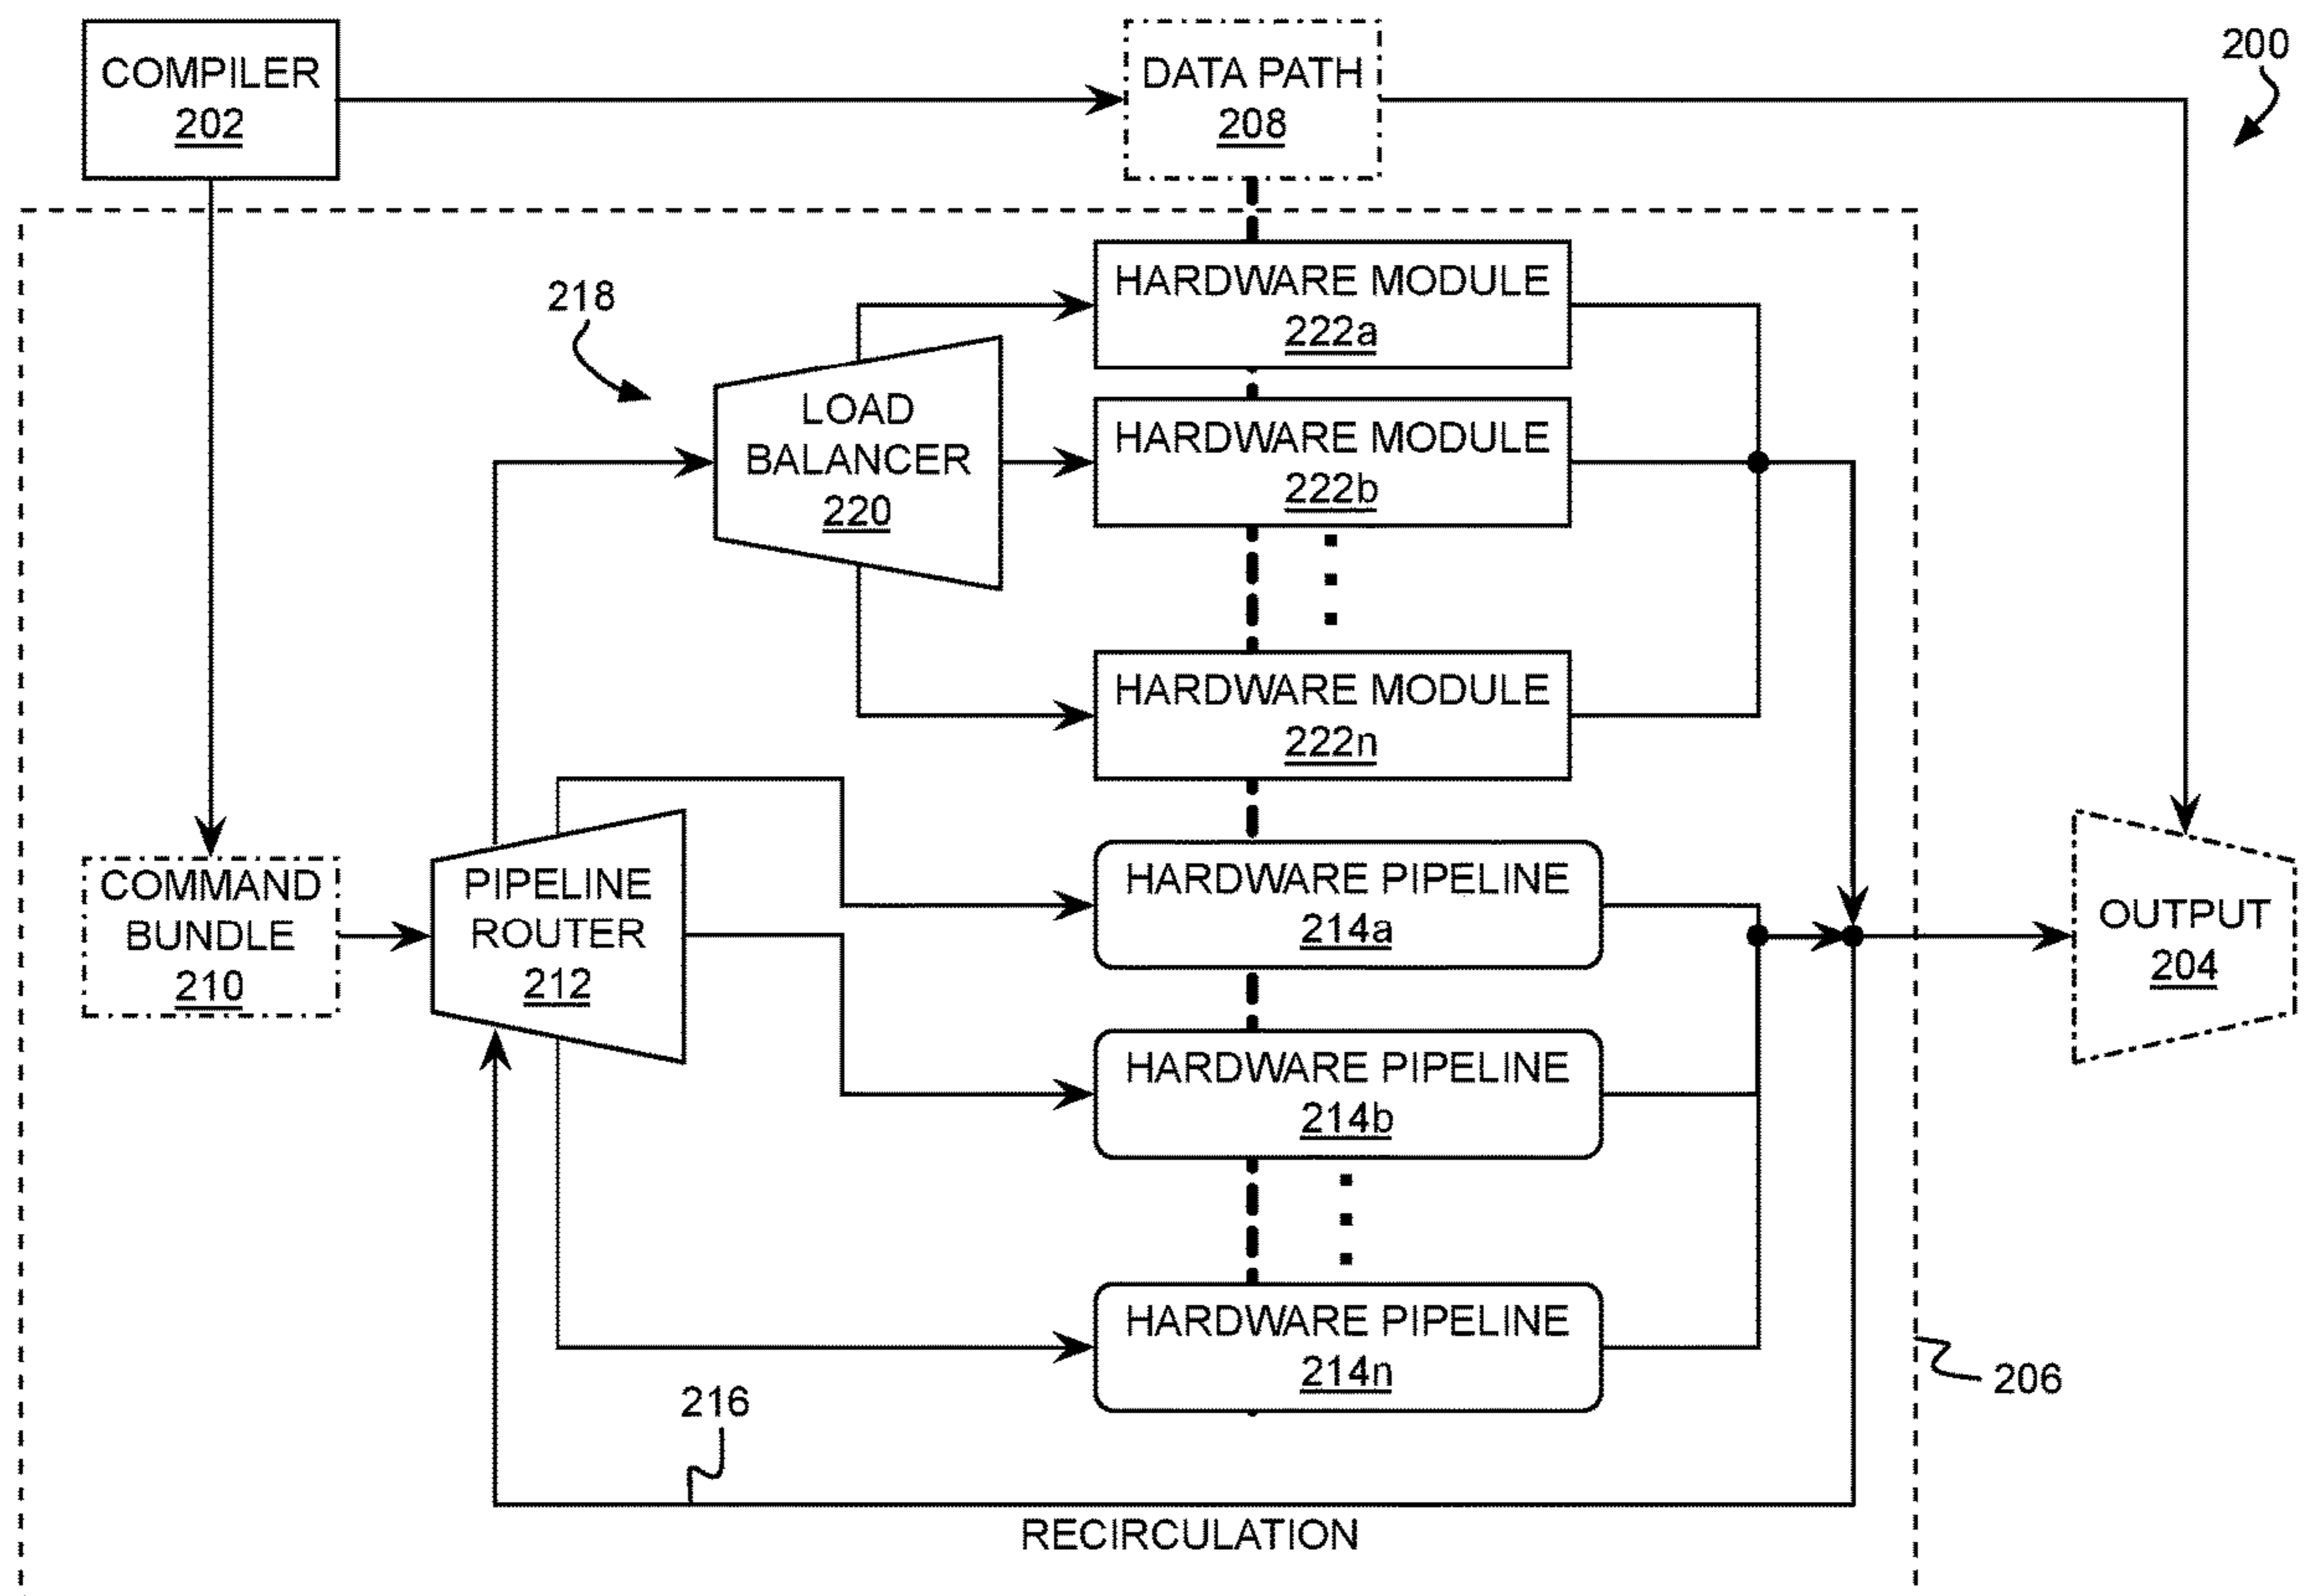 COMPILER
202
DATA PATH
208
200
218
HARDWARE MODULE
222a
LOAD
BALANCER
220
HARDWARE MODULE
222b
HARDWARE MODULE
222n
COMMAND
BUNDLE
210
PIPELINE
ROUTER
212
HARDWARE PIPELINE
214a
OUTPUT
204
HARDWARE PIPELINE
214b
HARDWARE PIPELINE
214n
206
216
RECIRCULATION